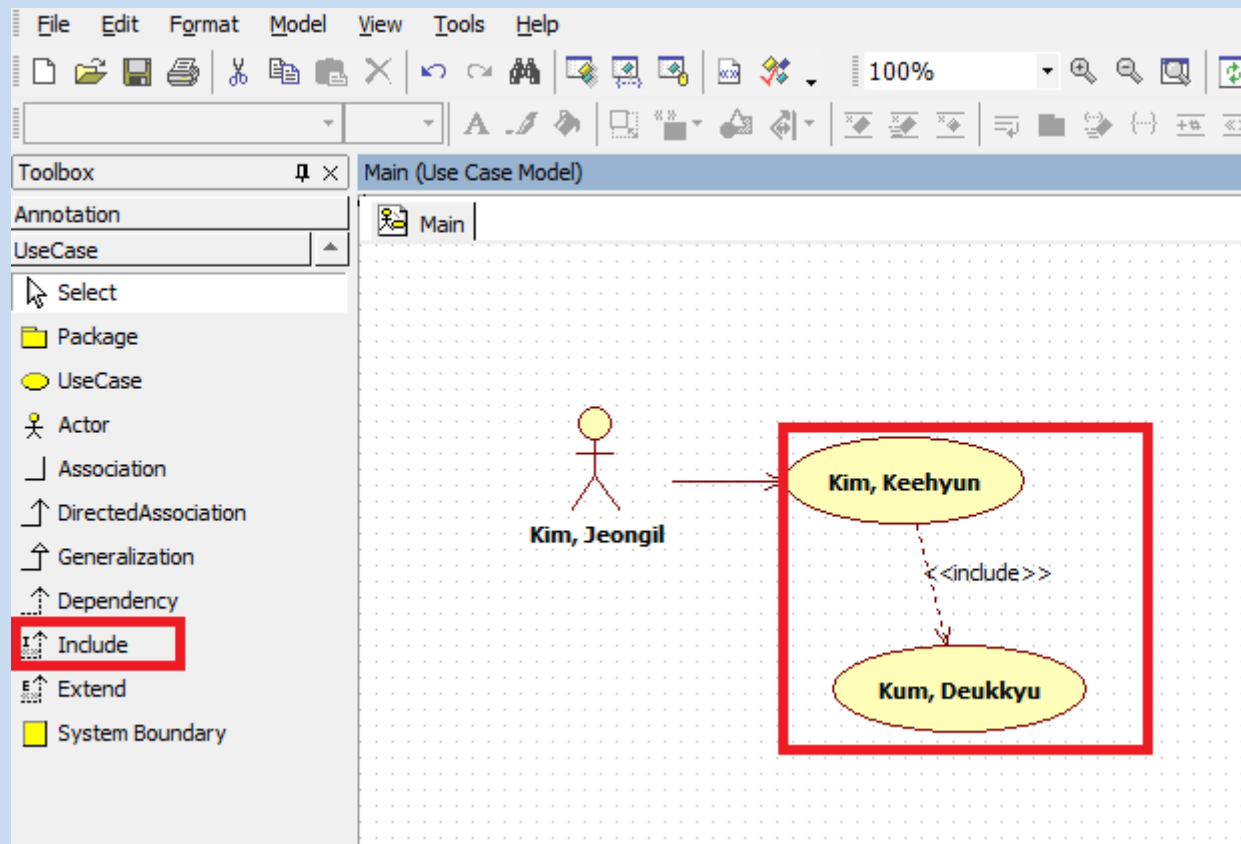 File Edit Format Model View Tools Help
100%
Toolbox
Main (Use Case Model)
Annotation
Main
UseCase
Select
Package
UseCase
Actor
Association
DirectedAssociation
Generalization
Dependency
Include
Extend
System Boundary
Kim, Jeongil
Kim, Keehyun
<<include>>
Kum, Deukkyu